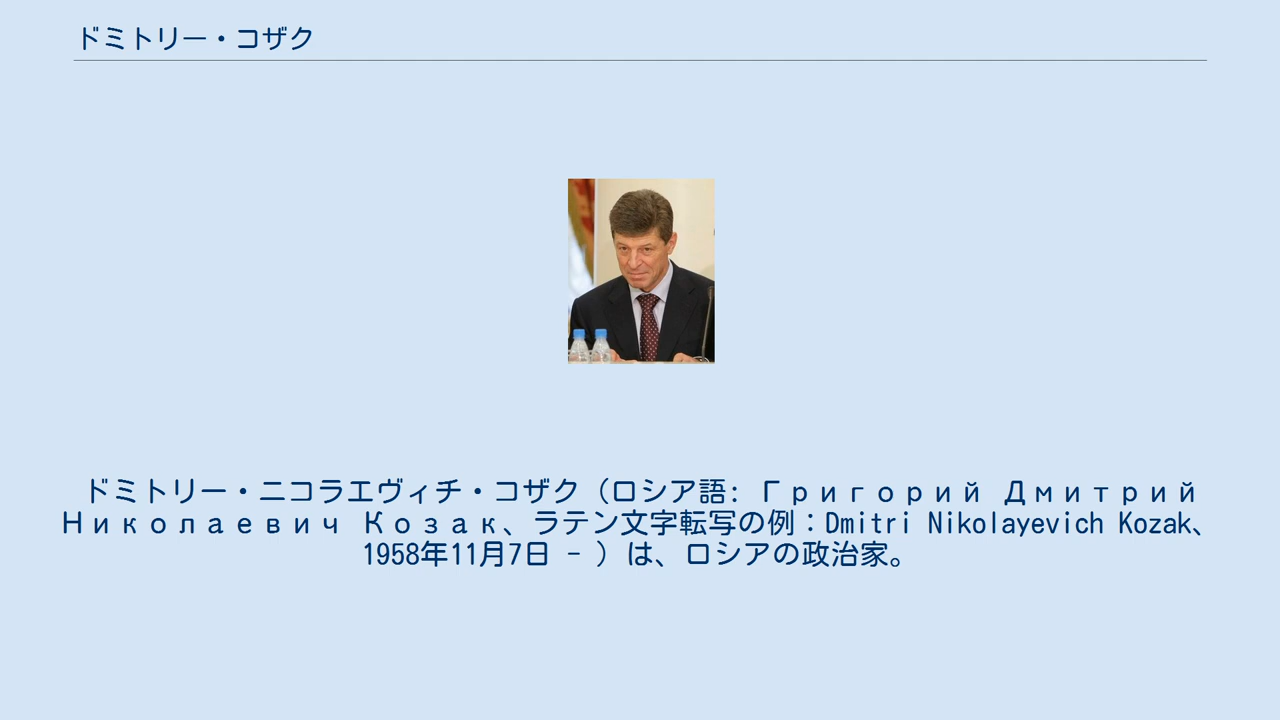 ドミトリー・コザク
ドミトリー・ニコラエヴィチ・コザク（ロシア語: Григорий Дмитрий
Николаевич Козак、ラテン文字転写の例：Dmitri Nikolayevich Kozak、
1958年11月7日 - ）は、ロシアの政治家。